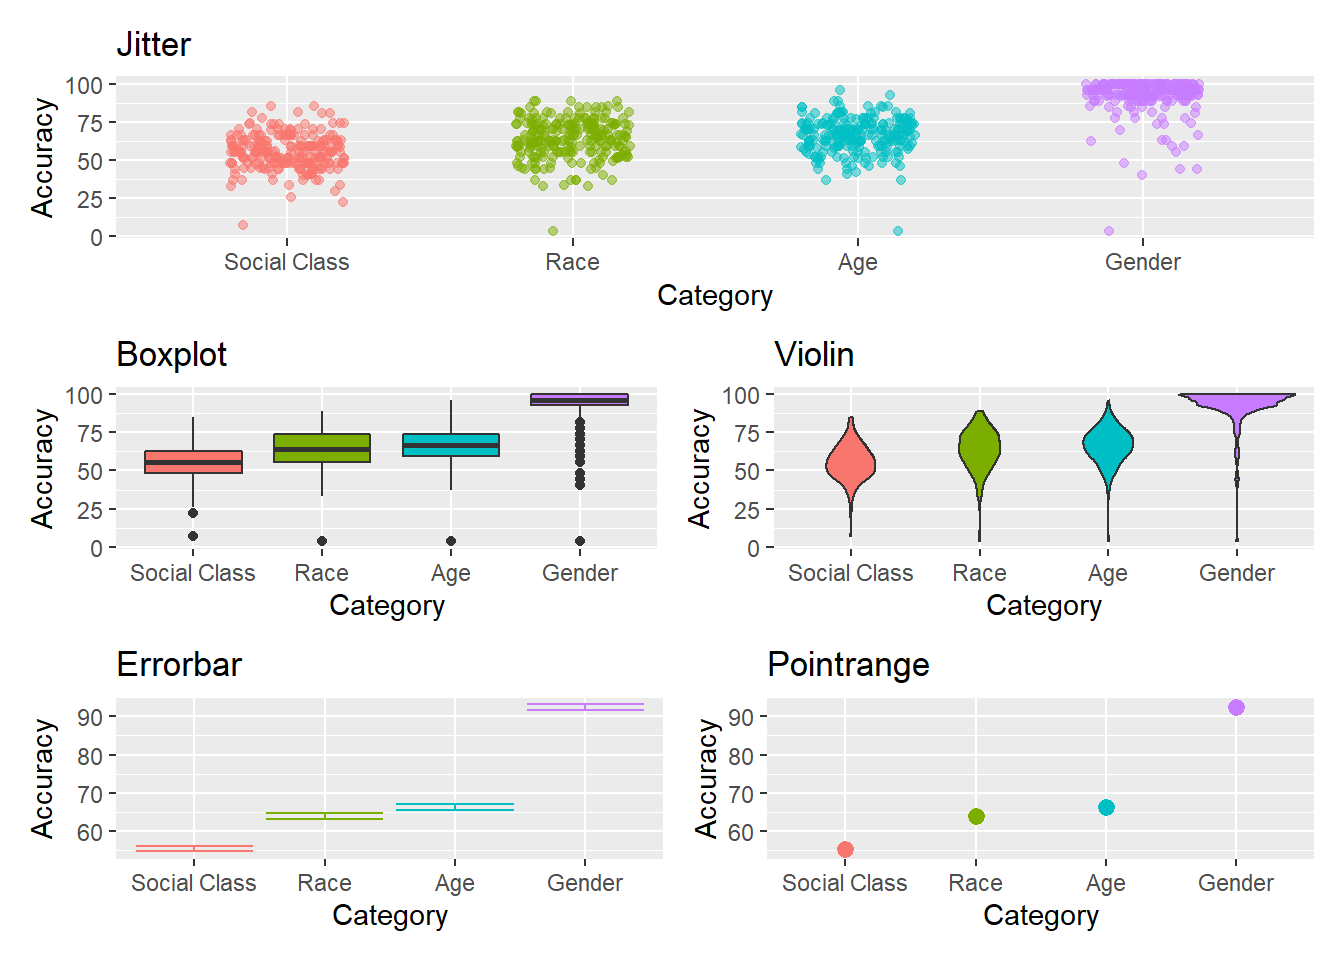 Jitter
Accuracy
100
75
50
25
0
Social Class Race Age Gender
Category
Boxplot
Accuracy
100
75
50
25
0
Social Class Race Age Gender
Category
Violin
Accuracy
100
75
50
25
0
Social Class Race Age Gender
Category
Errorbar
Accuracy
90
80
70
60
Social Class Race Age Gender
Category
Pointrange
Accuracy
90
80
70
60
Social Class Race Age Gender
Category